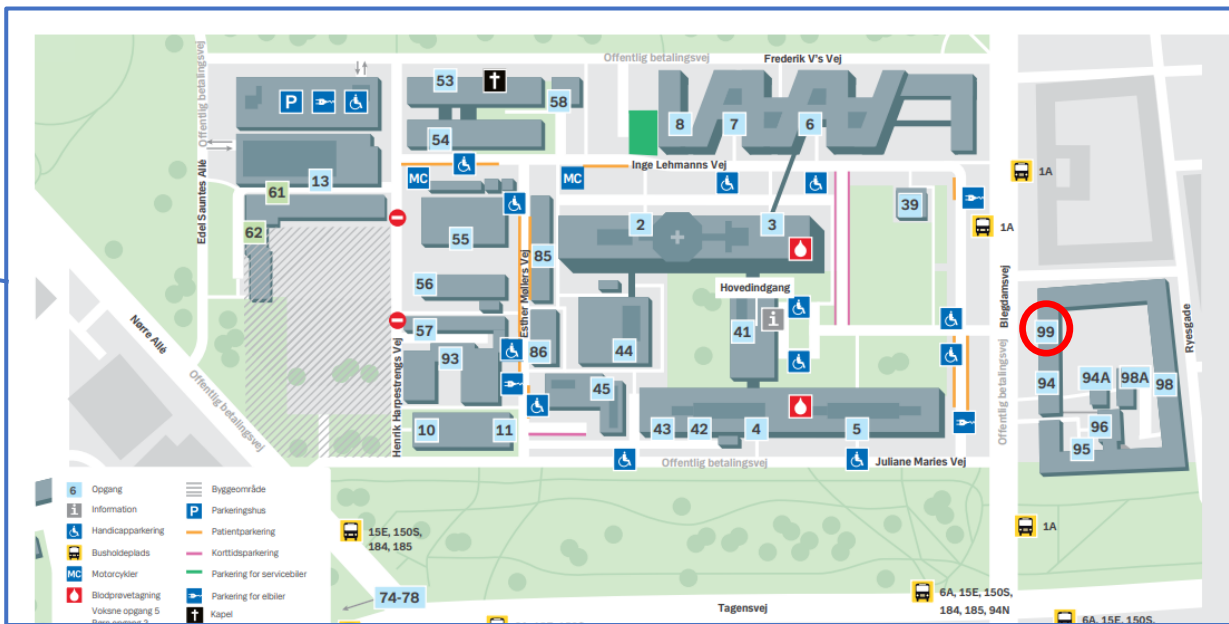 Offentlig betalingsvej
Frederik V's Vej
Offentlig betalingsvej
Edel Sauntes Allé
53
58
P
54
8
7
6
Inge Lehmanns Vej
MC
MC
13
61
62
1A
39
1A
2
3
55
85
Esther Møllers Vej
56
Hovedindgang
Blegdamsvej
Ryesgade
57
41
i
99
Nørre Allé
93
86
44
Offentlig betalingsvej
Henrik Harpestrengs Vej
45
94
94A
98A
98
Offentlig betalingsvej
10
11
43
42
4
5
96
95
Offentlig betalingsvej
Juliane Maries Vej
6
Opgang
Byggeområde
i
Information
P
Parkeringshus
Handicapparkering
Patientparkering
Busholdeplads
Korttidsparkering
MC
Motorcykler
Parkering for servicebiler
Blodprøvetagning
Parkering for elbiler
Voksne opgang 5
Kapel
15E, 150S,
184, 185
1A
74-78
Tagensvej
6A, 15E, 150S,
184, 185, 94N
6A, 15E, 150S,